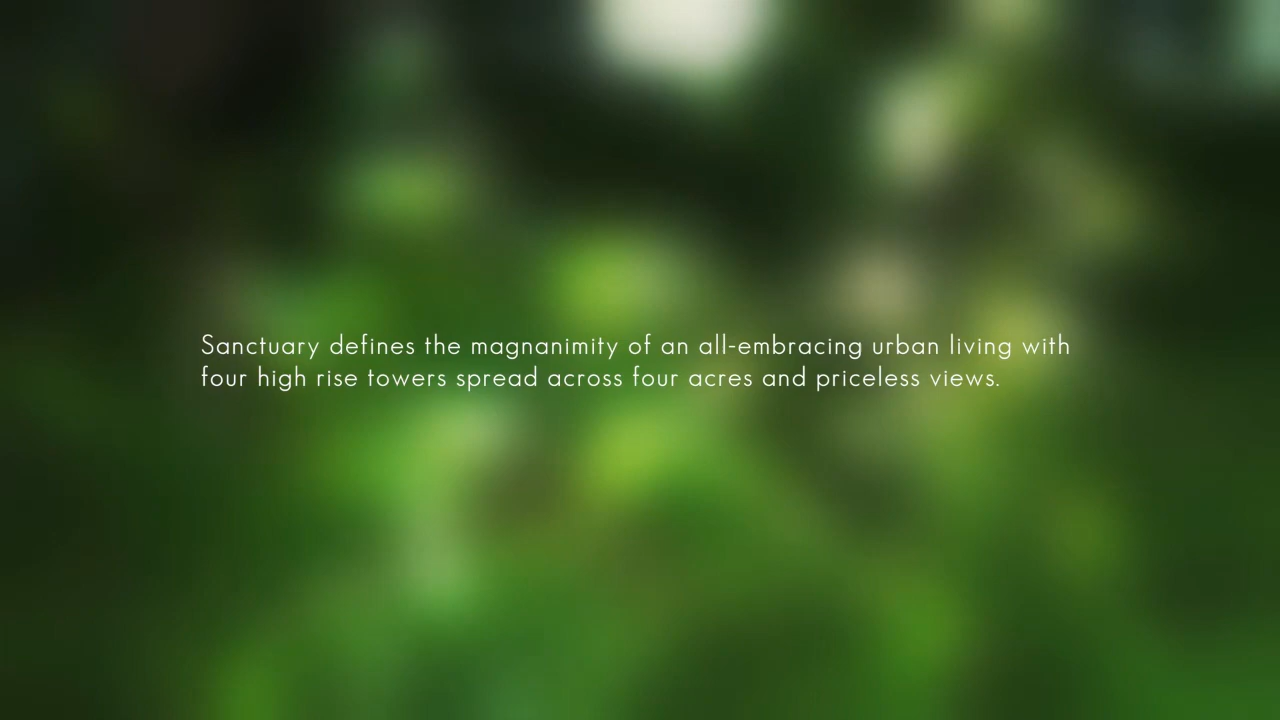 Sanctuary defines the magnanimity of an all-embracing urban living with
four high rise towers spread across four acres and priceless views.